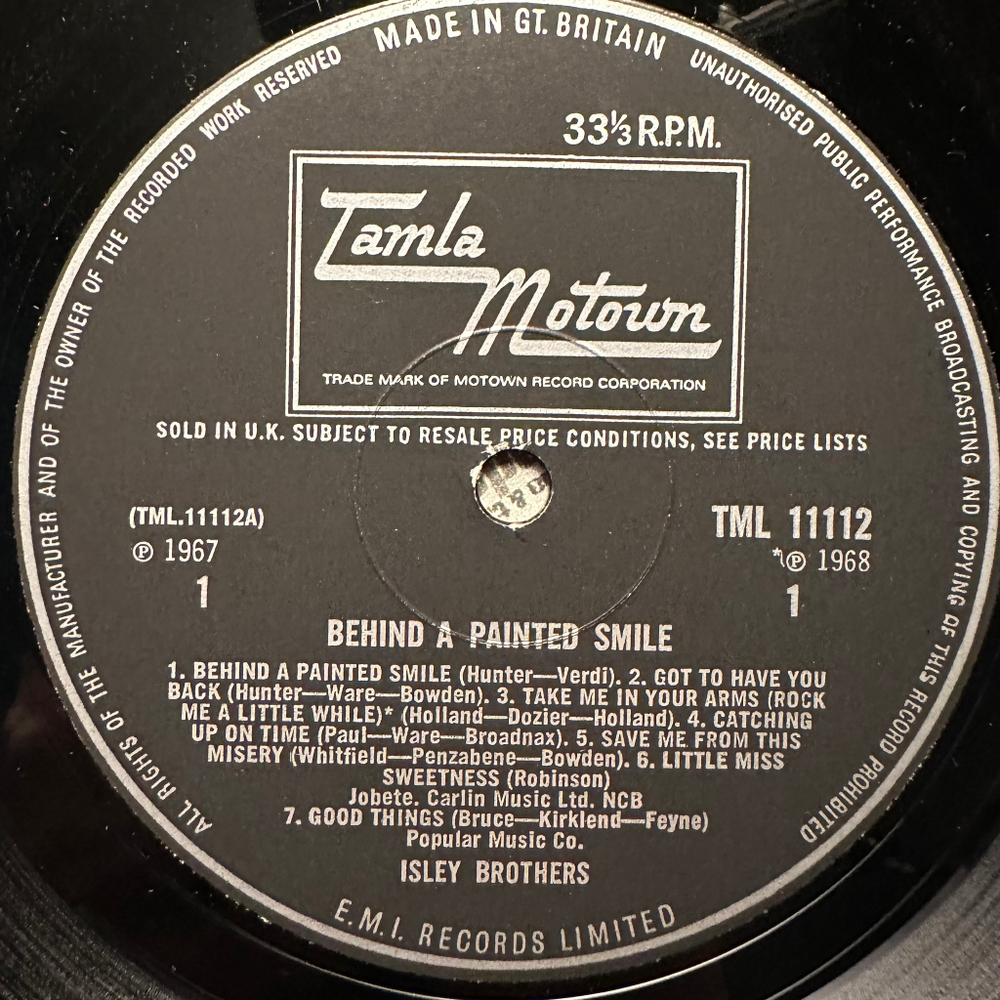 MADE IN GT. BRITAIN
UNAUTHORISED PUBLIC PERFORMANCE BROADCASTING AND COPYING OF THIS RECORD PROHIBITED
ALL RIGHTS OF THE MANUFACTURER AND OF THE OWNER OF THE RECORDED WORK RESERVED
33⅓ R.P.M.
Tamla
Motown
TRADE MARK OF MOTOWN RECORD CORPORATION
SOLD IN U.K. SUBJECT TO RESALE PRICE CONDITIONS, SEE PRICE LISTS
(TML.11112A)
℗ 1967
1
TML 11112
*℗ 1968
1
BEHIND A PAINTED SMILE
1. BEHIND A PAINTED SMILE (Hunter—Verdi). 2. GOT TO HAVE YOU
BACK (Hunter—Ware—Bowden). 3. TAKE ME IN YOUR ARMS (ROCK
ME A LITTLE WHILE)* (Holland—Dozier—Holland). 4. CATCHING
UP ON TIME (Paul—Ware—Broadnax). 5. SAVE ME FROM THIS
MISERY (Whitfield—Penzabene—Bowden). 6. LITTLE MISS
SWEETNESS (Robinson)
Jobete. Carlin Music Ltd. NCB
7. GOOD THINGS (Bruce—Kirklend—Feyne)
Popular Music Co.
ISLEY BROTHERS
E.M.I. RECORDS LIMITED